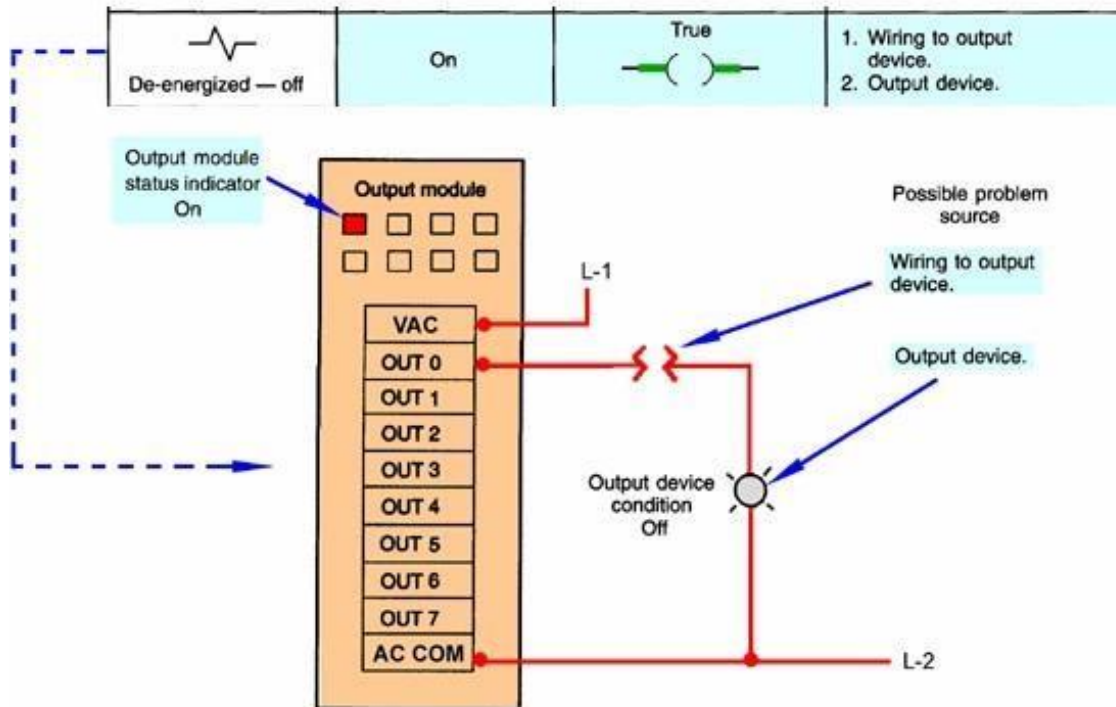 De-energized — off
On
True
1. Wiring to output
device.
2. Output device.
Output module
status indicator
On
Output module
Possible problem
source
L-1
Wiring to output
device.
VAC
OUT 0
Output device.
OUT 1
OUT 2
OUT 3
OUT 4
OUT 5
OUT 6
OUT 7
AC COM
Output device
condition
Off
L-2